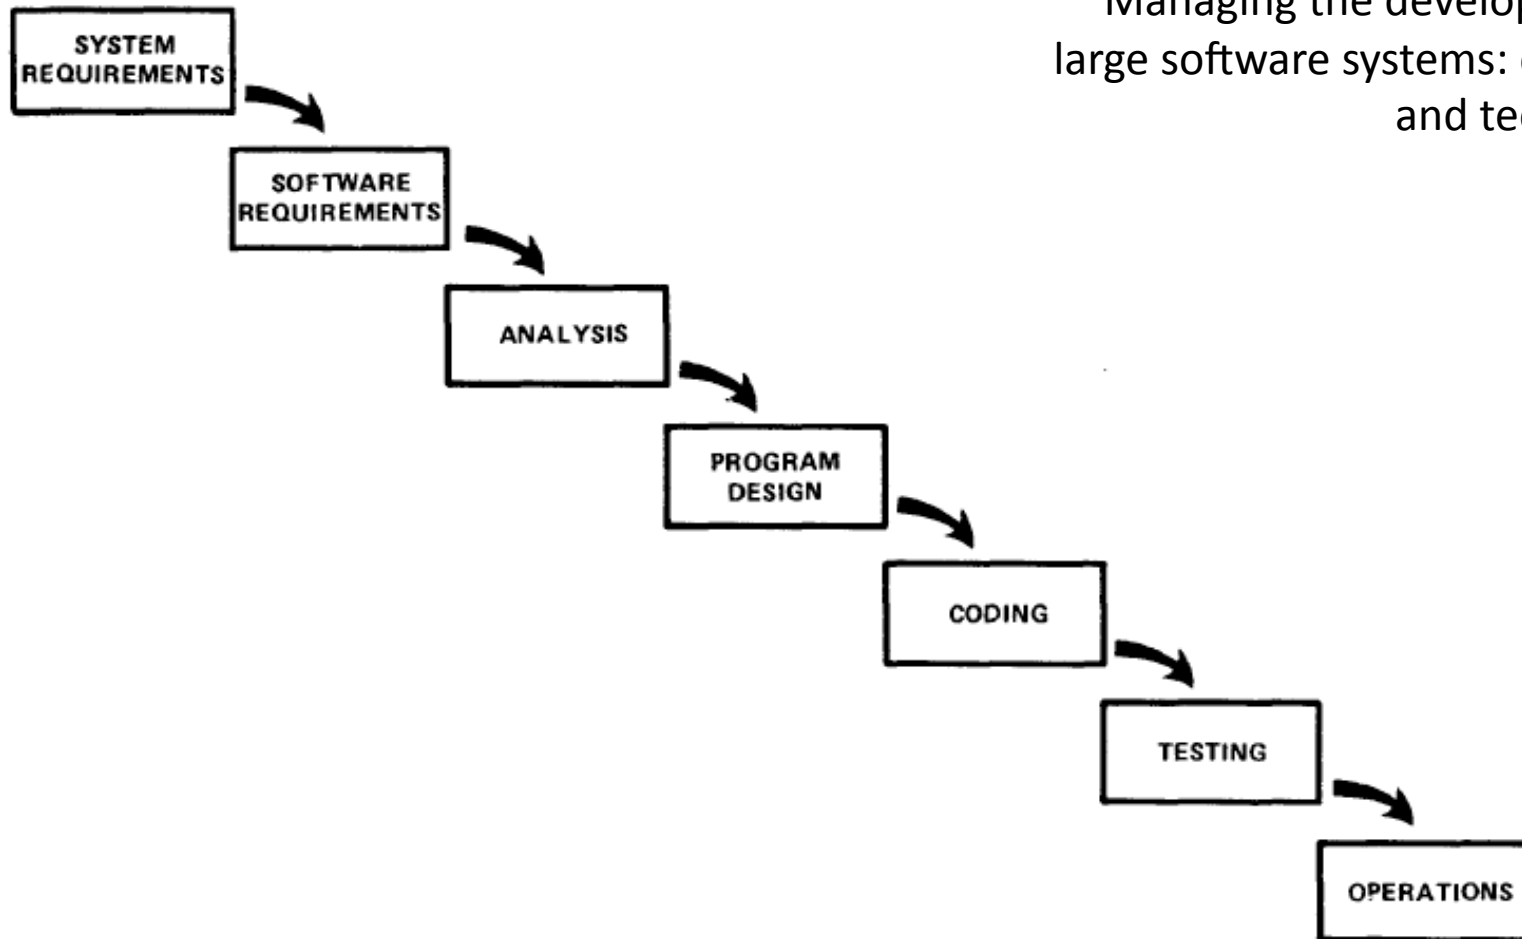 Managing the develop
large software systems:
and te
SYSTEM
REQUIREMENTS
SOFTWARE
REQUIREMENTS
ANALYSIS
PROGRAM
DESIGN
CODING
TESTING
OPERATIONS